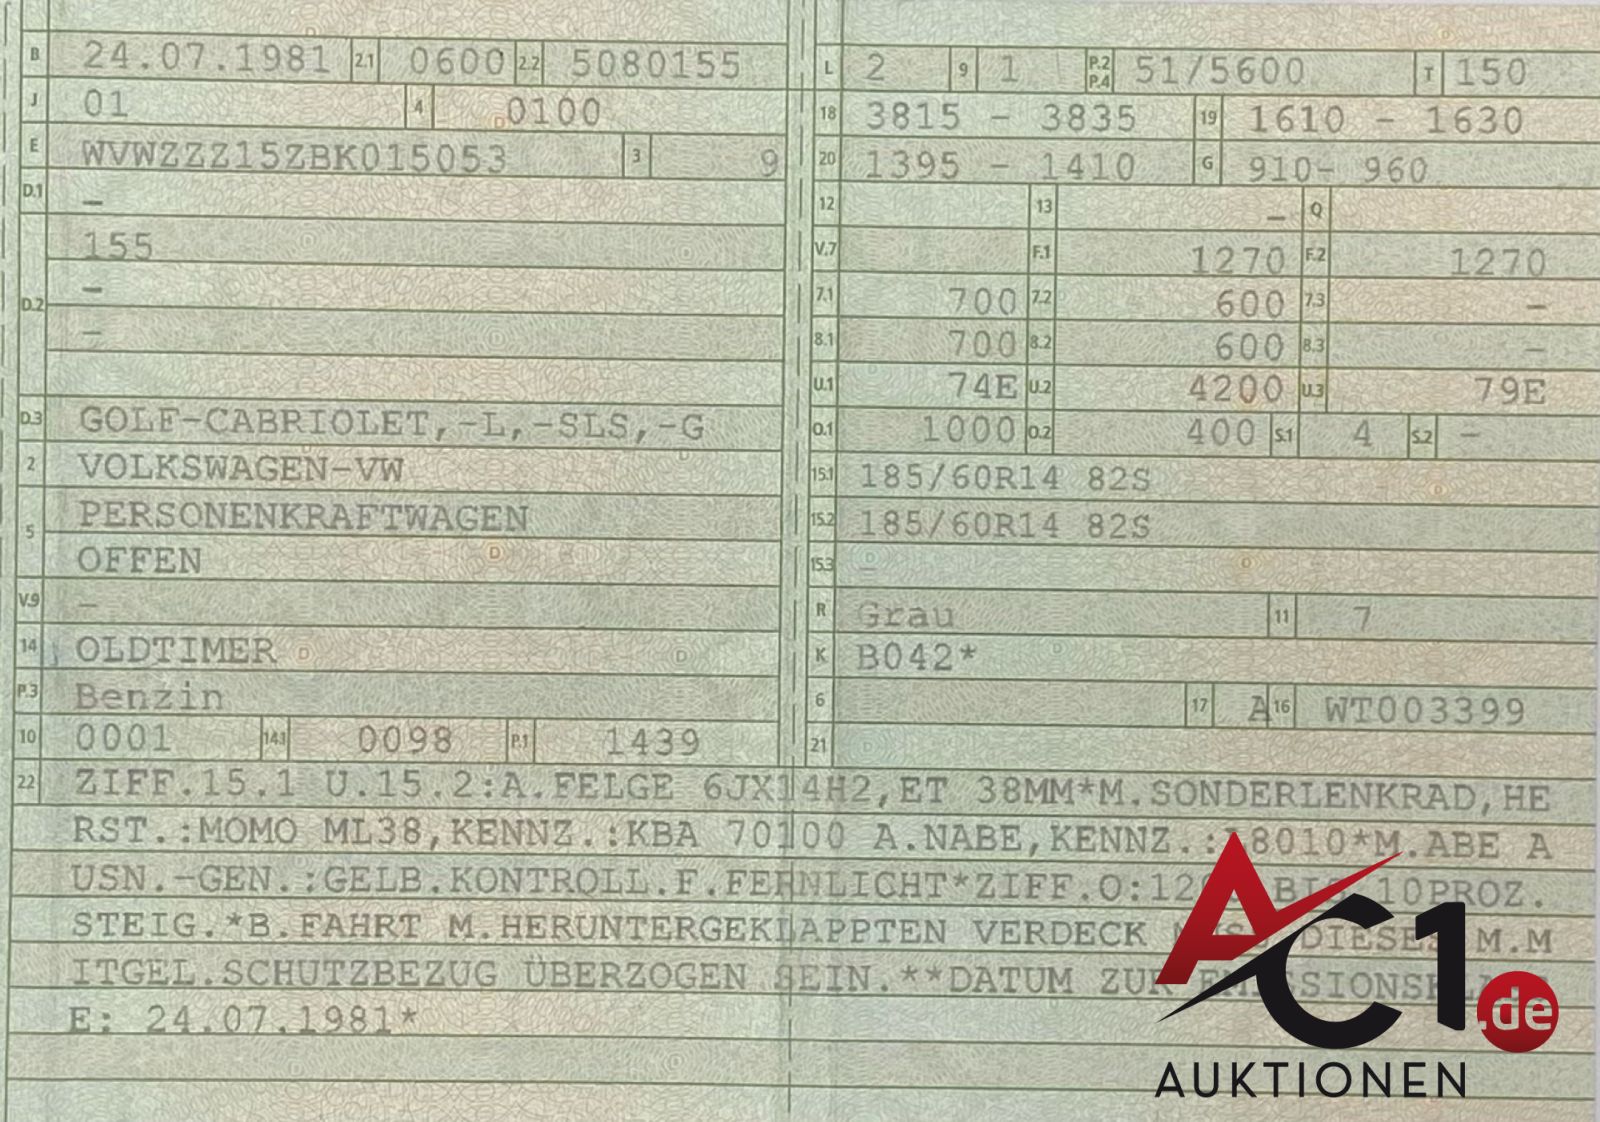 B 24.07.1981 2.1 0600 2.2 5080155
J 01 4 0100
E WVWZZZ15ZBK015053 3 9
D.1 –
155
D.2 –
–
D.3 GOLF-CABRIOLET,-L,-SLS,-G
2 VOLKSWAGEN-VW
5 PERSONENKRAFTWAGEN
OFFEN
V.9 –
14 OLDTIMER
P.3 Benzin
10 0001 14.1 0098 P.1 1439
L 2 9 1 P.2 P.4 51/5600 T 150
18 3815 – 3835 19 1610 – 1630
20 1395 – 1410 G 910– 960
12 13 – Q
V.7 F.1 1270 F.2 1270
7.1 700 7.2 600 7.3 –
8.1 700 8.2 600 8.3 –
U.1 74E U.2 4200 U.3 79E
O.1 1000 O.2 400 S.1 4 S.2 –
15.1 185/60R14 82S
15.2 185/60R14 82S
15.3 –
R Grau 11 7
K B042*
6 17 A 16 WT003399
21
22 ZIFF.15.1 U.15.2:A.FELGE 6JX14H2,ET 38MM*M.SONDERLENKRAD,HE
RST.:MOMO ML38,KENNZ.:KBA 70100 A.NABE,KENNZ.: 8010*M.ABE A
USN.-GEN.:GELB.KONTROLL.F.FERNLICHT*ZIFF.O:12 BIS 10PROZ.
STEIG.*B.FAHRT M.HERUNTERGEKLAPPTEN VERDECK DIESES M.M
ITGEL.SCHUTZBEZUG ÜBERZOGEN SEIN.**DATUM ZUR
E: 24.07.1981*
AC1.de
AUKTIONEN